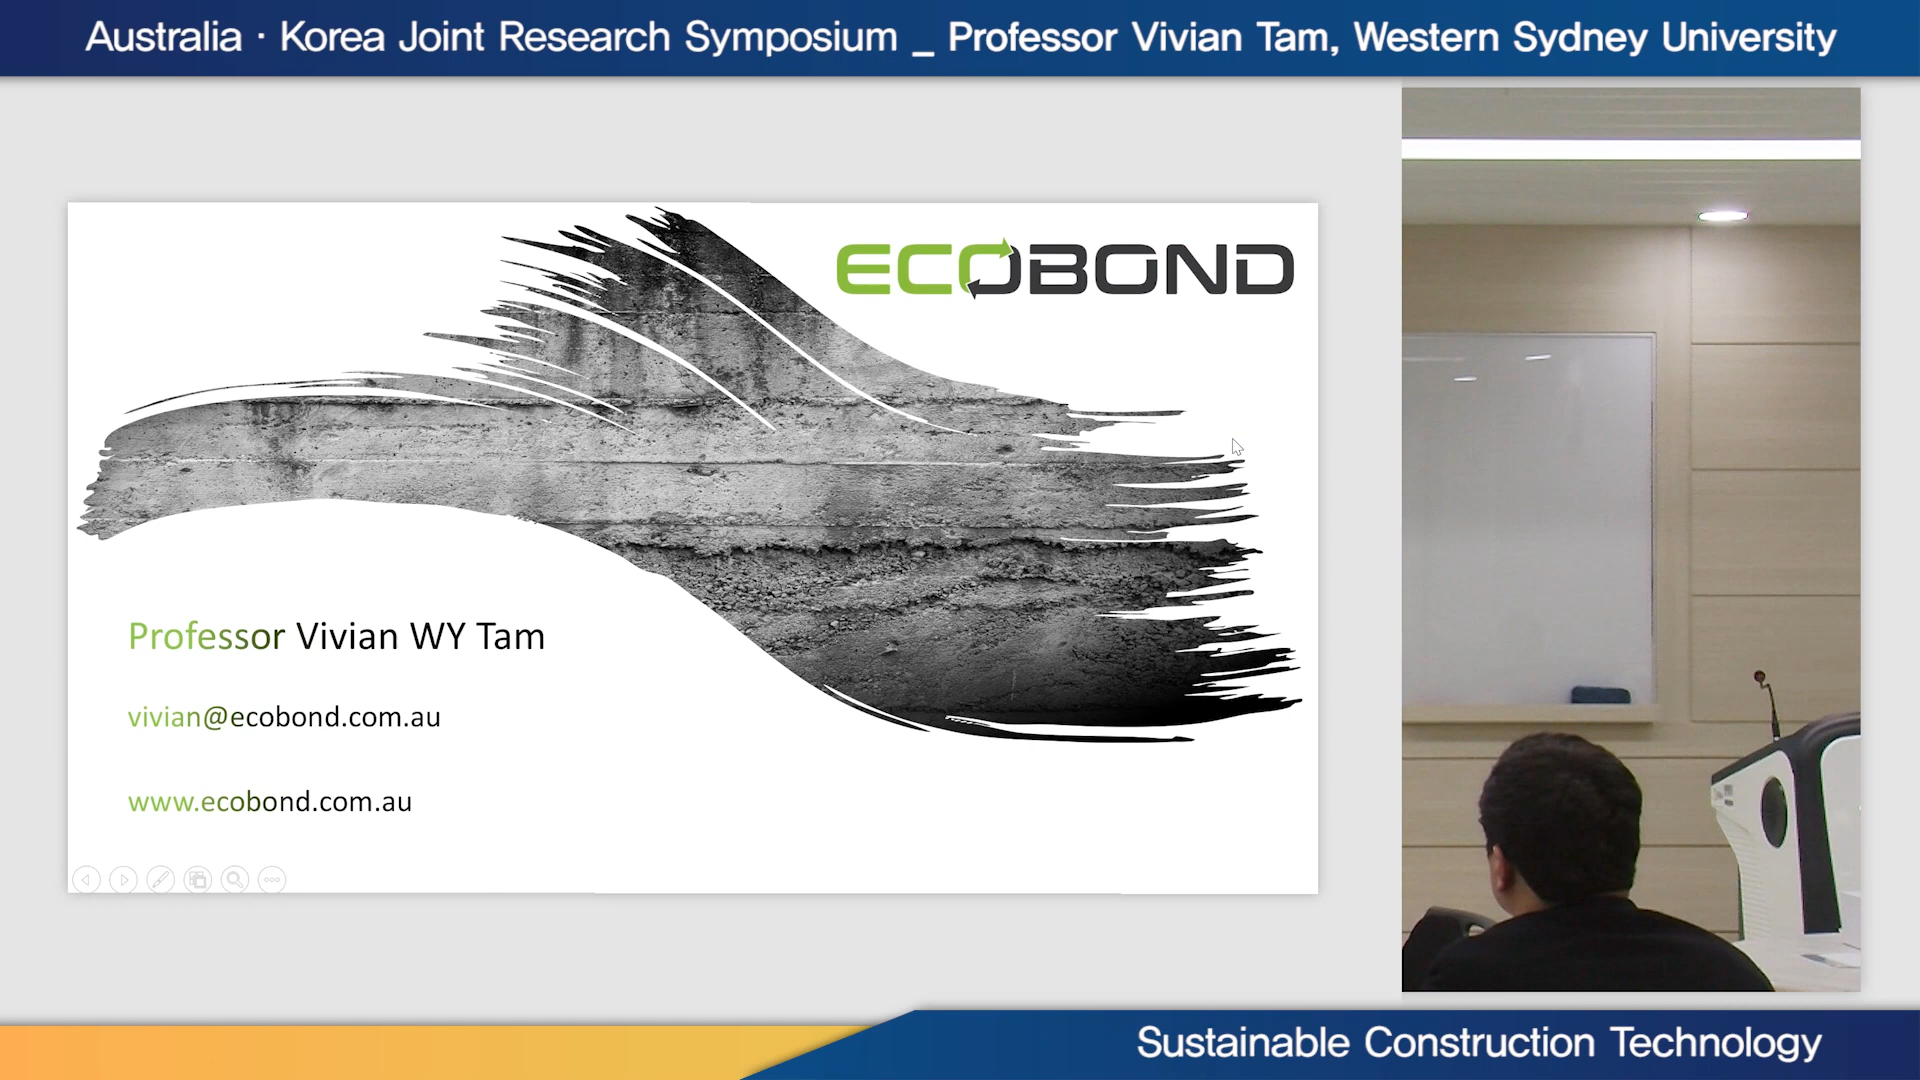 Australia · Korea Joint Research Symposium _ Professor Vivian Tam, Western Sydney University
ECOBOND
Professor Vivian WY Tam
vivian@ecobond.com.au
www.ecobond.com.au
Sustainable Construction Technology